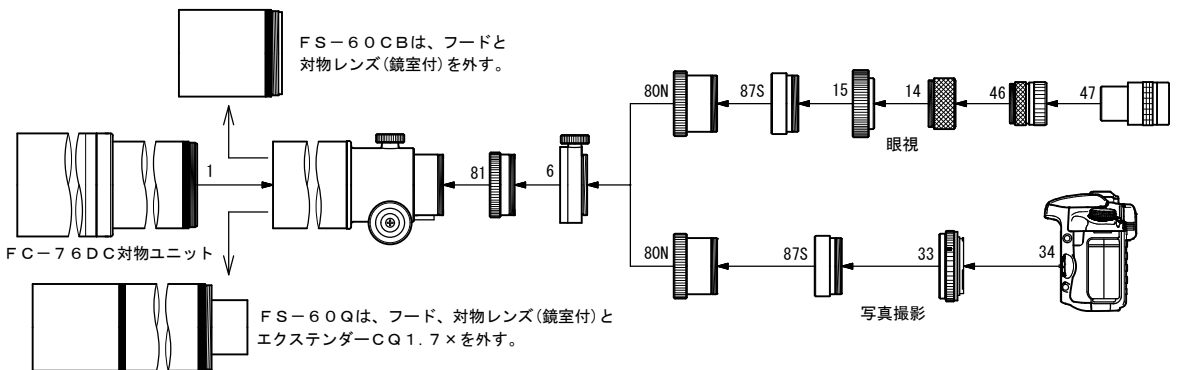 ＦＳ－６０ＣＢは、フードと
対物レンズ(鏡室付)を外す。
80N
87S
15
14
46
47
眼視
1
81
6
ＦＣ－７６ＤＣ対物ユニット
80N
87S
33
34
写真撮影
ＦＳ－６０Ｑは、フード、対物レンズ(鏡室付)と
エクステンダーＣＱ１．７×を外す。